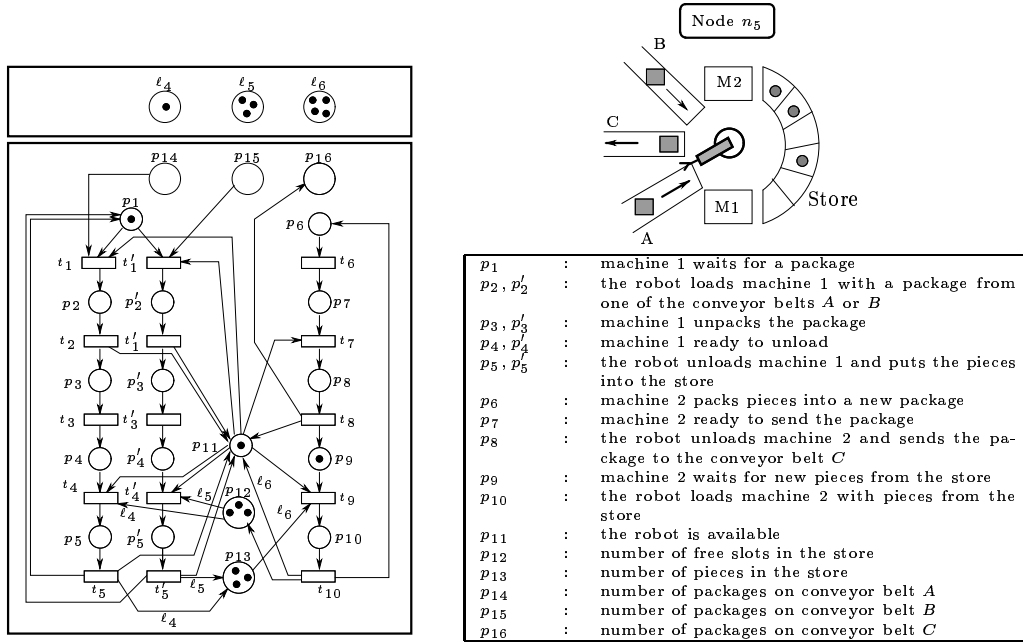 Node n₅
B
M2
C
Store
M1
A
ℓ₄ ℓ₅ ℓ₆
p₁₄ p₁₅ p₁₆
p₁
p₆
t₁ t′₁ t₆
p₂ p′₂ p₇
t₂ t′₁ t₇
p₃ p′₃ p₈
t₃ t′₃ t₈
p₁₁
p₄ p′₄ p₉
t₄ t′₄ ℓ₅ p₁₂ ℓ₆ t₉
ℓ₄ ℓ₆
p₅ p′₅ p₁₀
p₁₃
t₅ t′₅ ℓ₅ t₁₀
ℓ₄
p₁ : machine 1 waits for a package
p₂, p′₂ : the robot loads machine 1 with a package from
one of the conveyor belts A or B
p₃, p′₃ : machine 1 unpacks the package
p₄, p′₄ : machine 1 ready to unload
p₅, p′₅ : the robot unloads machine 1 and puts the pieces
into the store
p₆ : machine 2 packs pieces into a new package
p₇ : machine 2 ready to send the package
p₈ : the robot unloads machine 2 and sends the pa-
ckage to the conveyor belt C
p₉ : machine 2 waits for new pieces from the store
p₁₀ : the robot loads machine 2 with pieces from the
store
p₁₁ : the robot is available
p₁₂ : number of free slots in the store
p₁₃ : number of pieces in the store
p₁₄ : number of packages on conveyor belt A
p₁₅ : number of packages on conveyor belt B
p₁₆ : number of packages on conveyor belt C